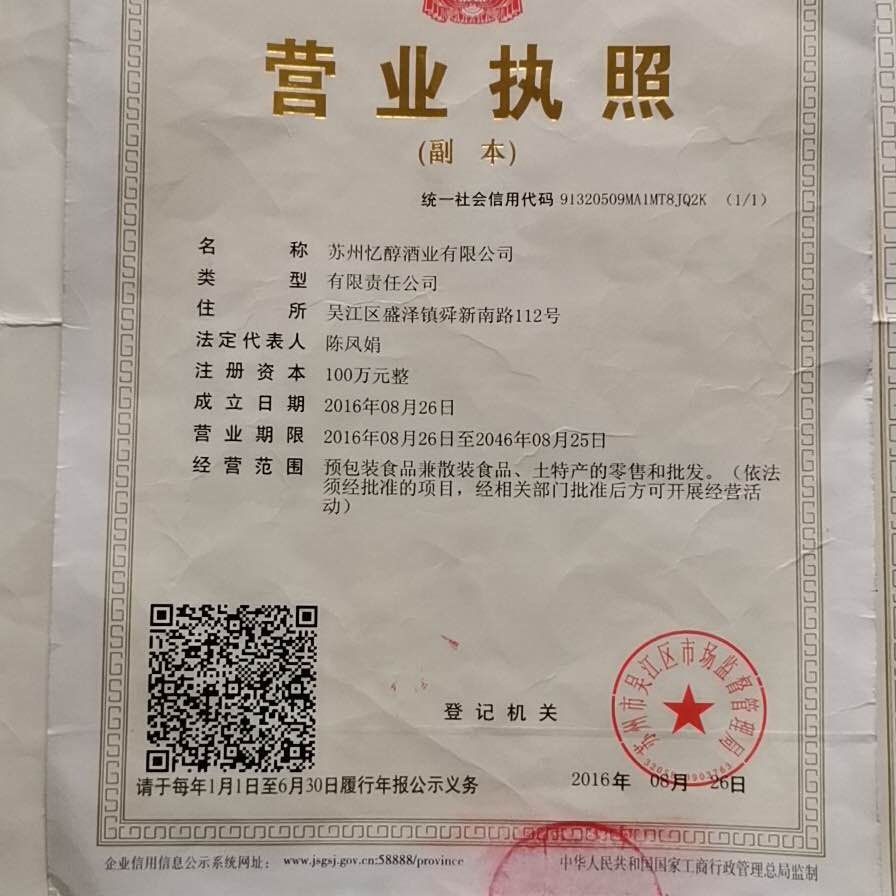 营业执照
(副 本)
统一社会信用代码 91320509MA1MT8JQ2K （1/1）
名 称 苏州忆醇酒业有限公司
类 型 有限责任公司
住 所 吴江区盛泽镇舜新南路112号
法定代表人 陈凤娟
注册资本 100万元整
成立日期 2016年08月26日
营业期限 2016年08月26日至2046年08月25日
经营范围 预包装食品兼散装食品、土特产的零售和批发。（依法
须经批准的项目，经相关部门批准后方可开展经营活
动）
苏州市吴江区市场监督管理局
登记机关
2016年 08月 26日
请于每年1月1日至6月30日履行年报公示义务
企业信用信息公示系统网址： www.jsgsj.gov.cn:58888/province
中华人民共和国国家工商行政管理总局监制